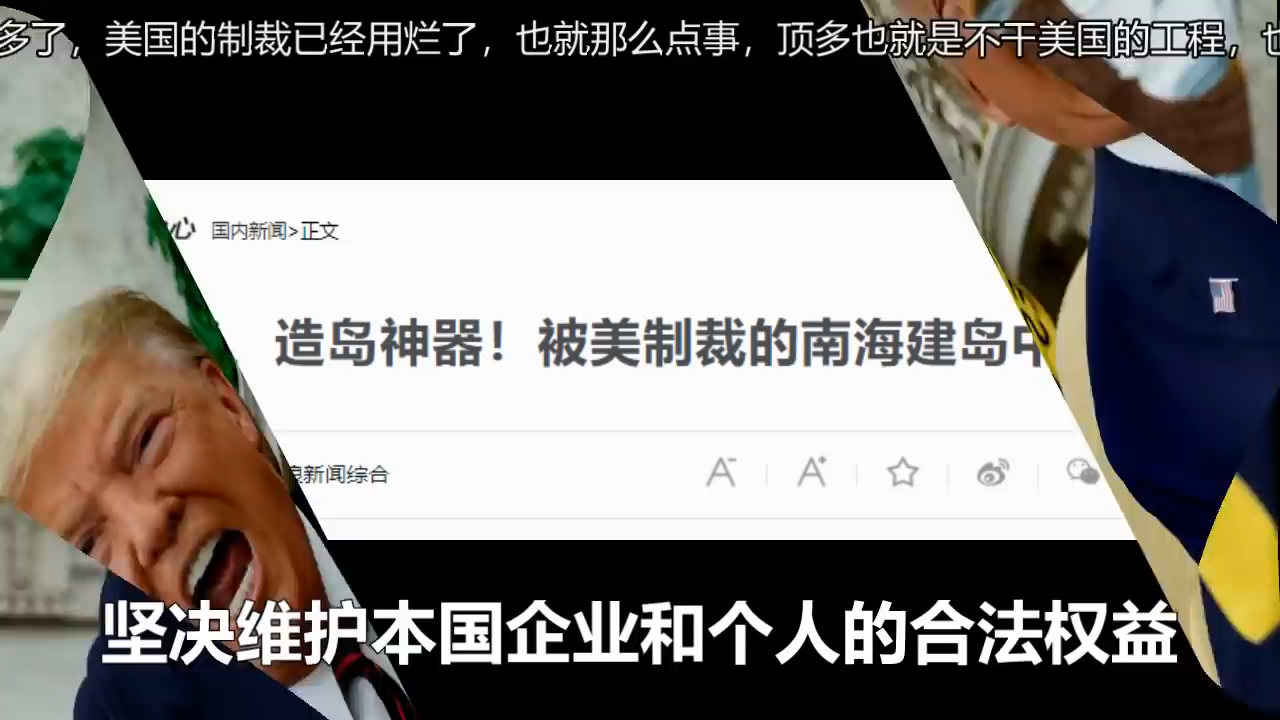 多了，美国的制裁已经用烂了，也就那么点事，顶多也就是不干美国的工程，也
国内新闻>正文
造岛神器！被美制裁的南海建岛中
新闻综合
坚决维护本国企业和个人的合法权益